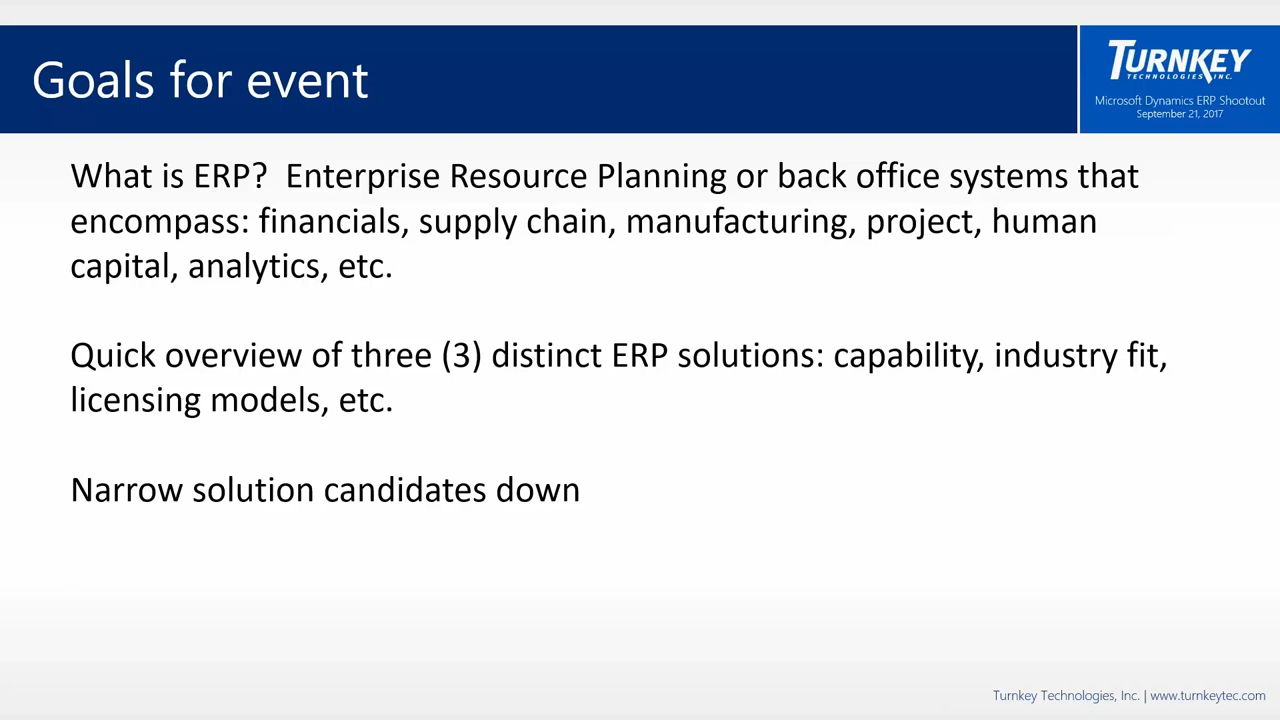 Goals for event
TURNKEY
TECHNOLOGIES, INC.
Microsoft Dynamics ERP Shootout
September 21, 2017
What is ERP?  Enterprise Resource Planning or back office systems that
encompass: financials, supply chain, manufacturing, project, human
capital, analytics, etc.
Quick overview of three (3) distinct ERP solutions: capability, industry fit,
licensing models, etc.
Narrow solution candidates down
Turnkey Technologies, Inc. | www.turnkeytec.com